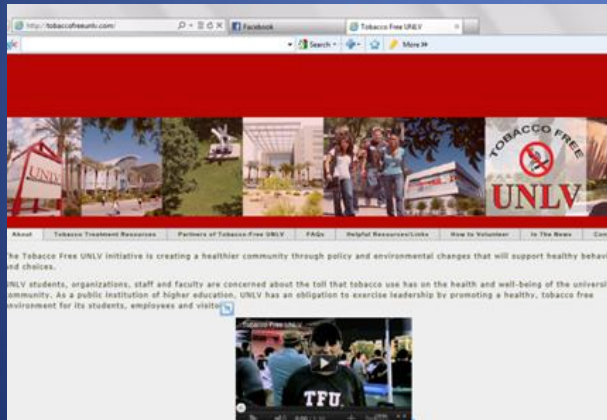 http://tobaccofreeunlv.com/
Facebook
Tobacco Free UNLV
Search
More »
UNLV
TOBACCO FREE
UNLV
About
Tobacco Treatment Resources
Partners of Tobacco-Free UNLV
FAQs
Helpful Resources/Links
How to Volunteer
In The News
The Tobacco Free UNLV initiative is creating a healthier community through policy and environmental changes that will support healthy
and choices.
UNLV students, organizations, staff and faculty are concerned about the toll that tobacco use has on the health and well-being of the
community. As a public institution of higher education, UNLV has an obligation to exercise leadership by promoting a healthy, tobacco free
environment for its students, employees and
Tobacco Free UNLV
TFU